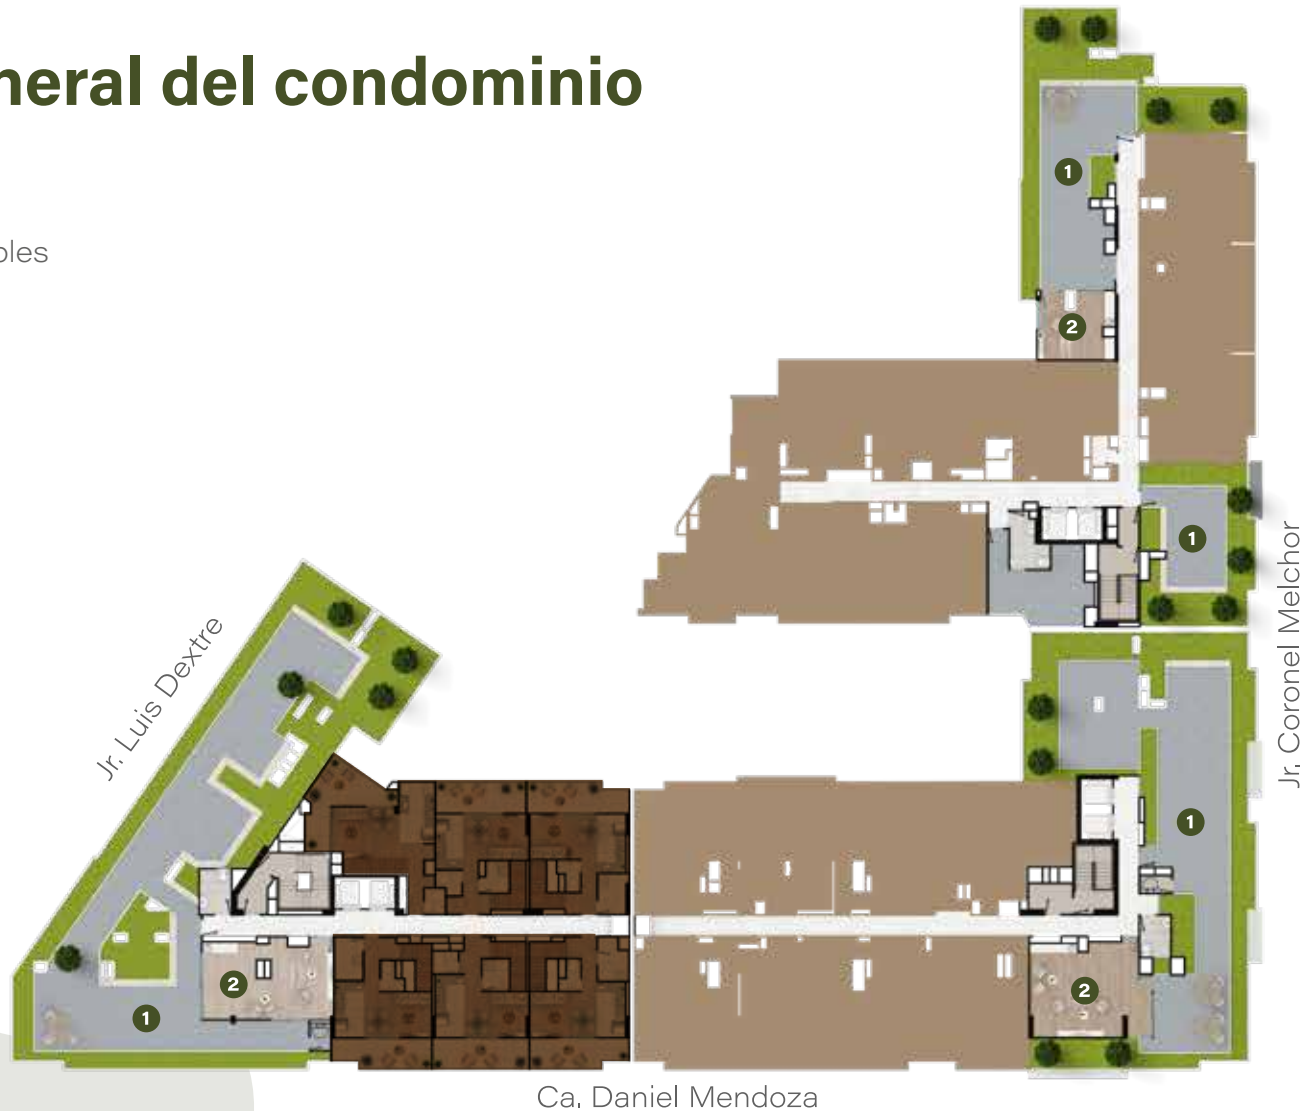 neral del condominio
oles
1
2
1
Jr. Coronel Melchor
Jr. Luis Dextre
1
2
2
1
Ca, Daniel Mendoza